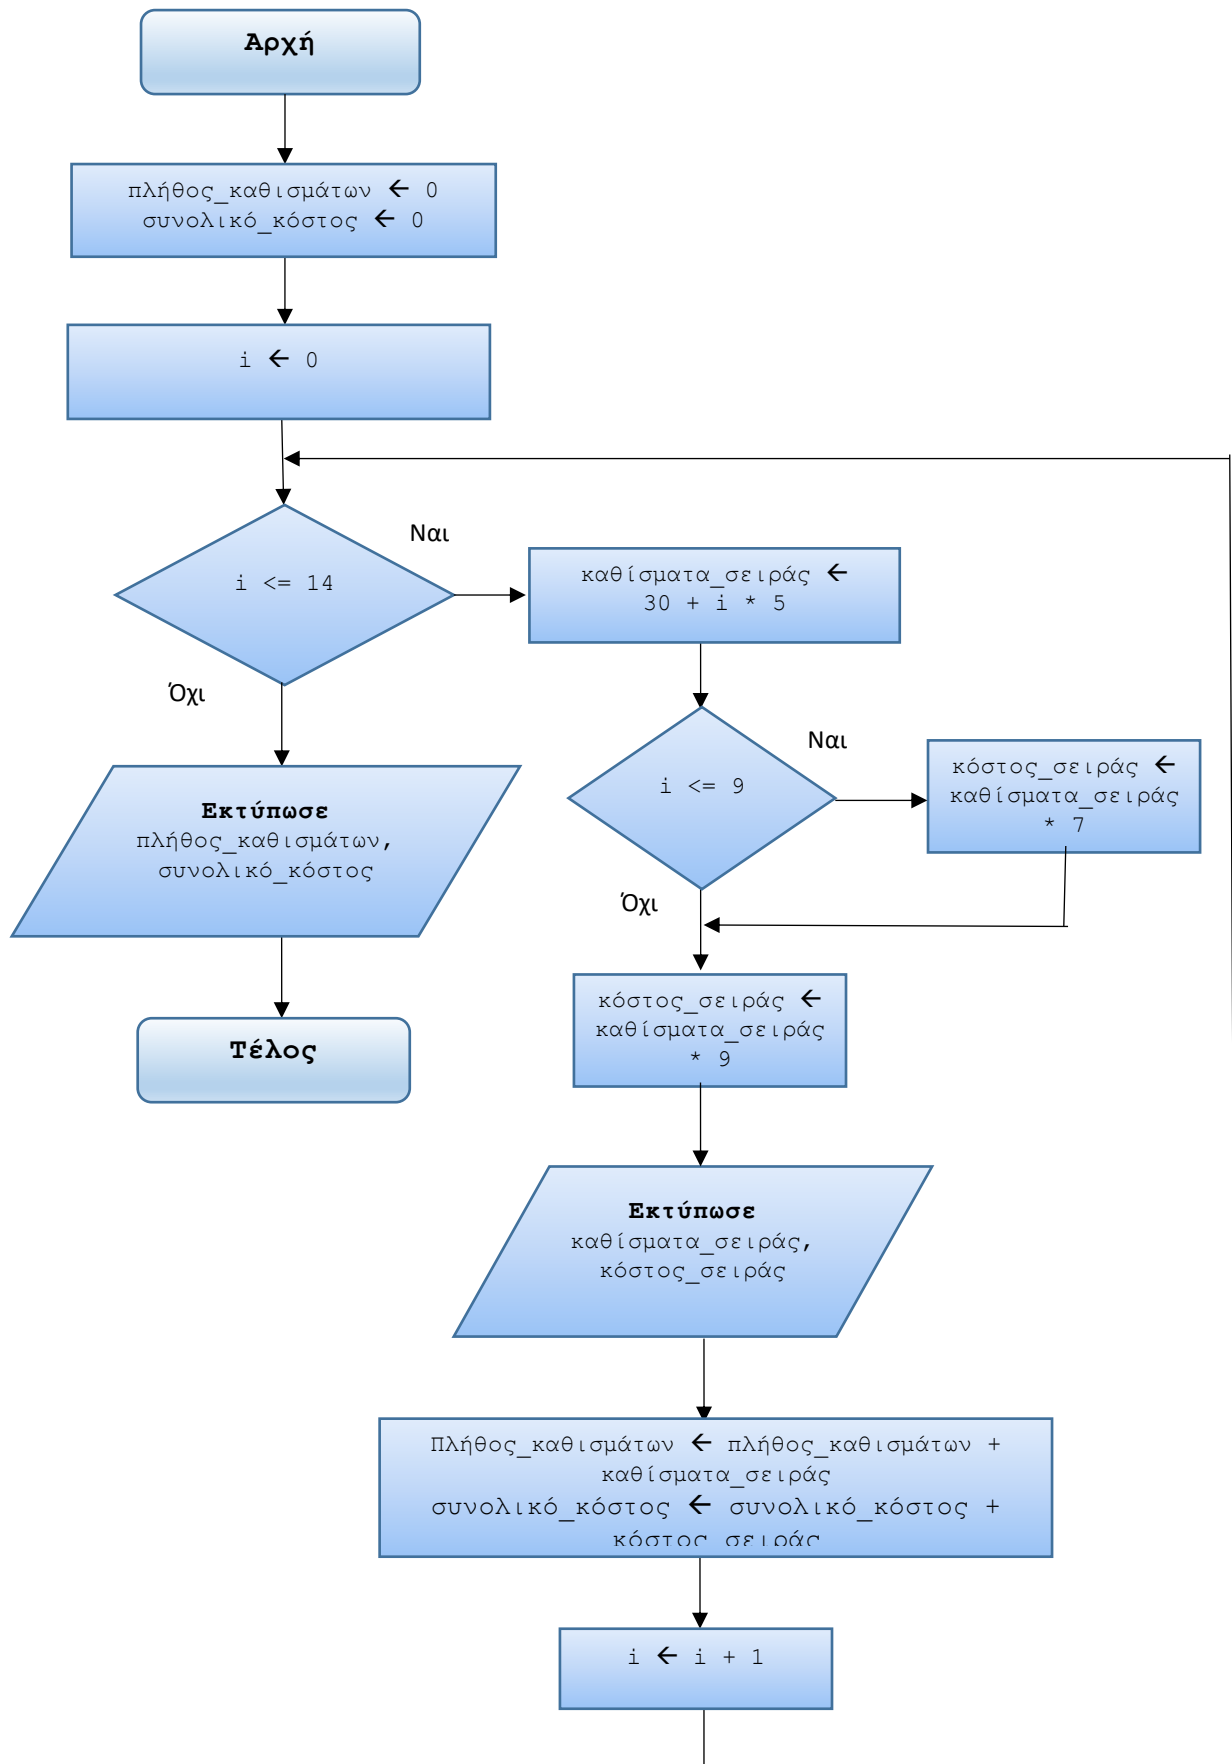 Αρχή
πλήθος_καθισμάτων ← 0
συνολικό_κόστος ← 0
i ← 0
i <= 14
Ναι
καθίσματα_σειράς ←
30 + i * 5
Όχι
i <= 9
Ναι
κόστος_σειράς ←
καθίσματα_σειράς
* 7
Εκτύπωσε
πλήθος_καθισμάτων,
συνολικό_κόστος
Όχι
κόστος_σειράς ←
καθίσματα_σειράς
* 9
Τέλος
Εκτύπωσε
καθίσματα_σειράς,
κόστος_σειράς
Πλήθος_καθισμάτων ← πλήθος_καθισμάτων +
καθίσματα_σειράς
συνολικό_κόστος ← συνολικό_κόστος +
κόστος_σειράς
i ← i + 1